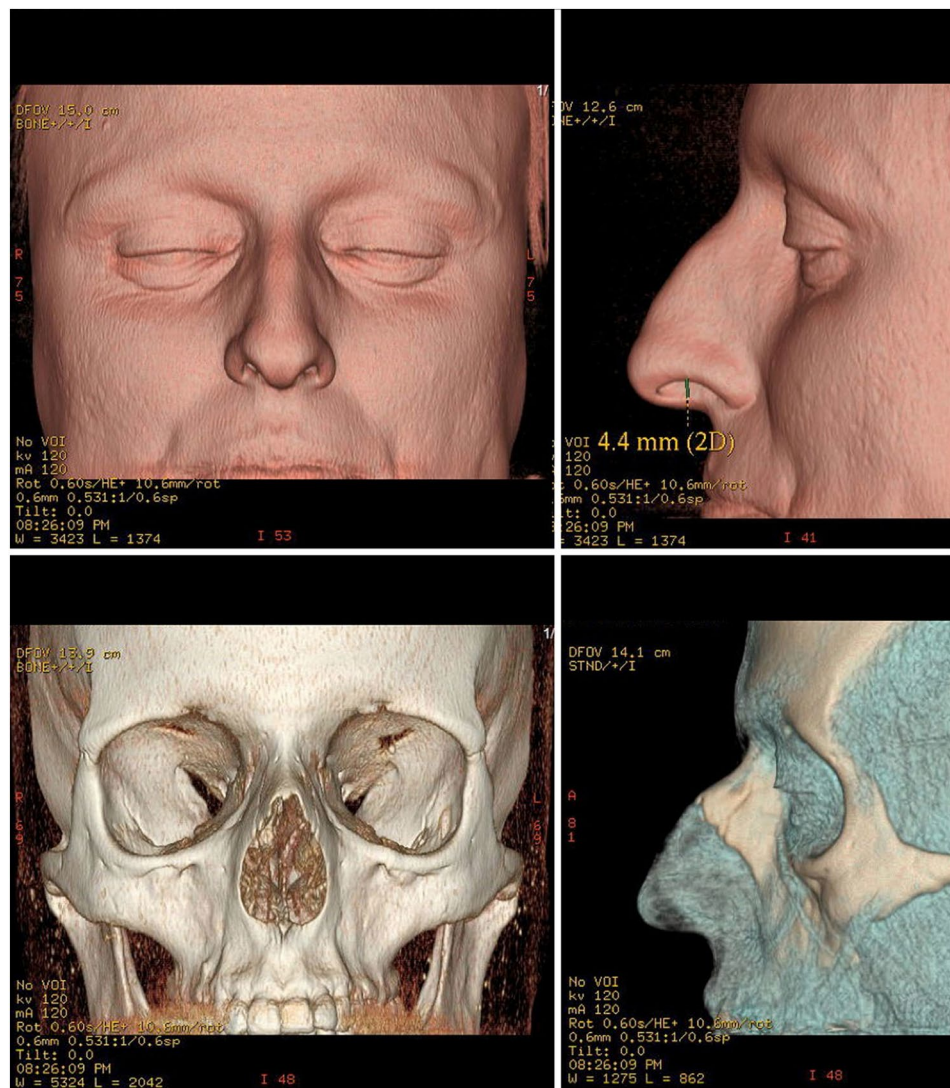 1/
DFOV 15.0 cm
BONE+/+/I
R
75
L
75
No VOI
kv 120
mA 120
Rot 0.60s/HE+ 10.6mm/rot
0.6mm 0.531:1/0.6sp
Tilt: 0.0
08:26:09 PM
W = 3423 L = 1374
I 53
OV 12.6 cm
NE+/+/I
4.4 mm (2D)
VOI
120
120
0.60s/HE+ 10.6mm/rot
6mm 0.531:1/0.6sp
lt: 0.0
26:09 PM
= 3423 L = 1374
I 41
1/
DFOV 13.9 cm
BONE+/+/I
R
69
L
69
No VOI
kv 120
mA 120
Rot 0.60s/HE+ 10.6mm/rot
0.6mm 0.531:1/0.6sp
Tilt: 0.0
08:26:09 PM
W = 5324 L = 2042
I 48
DFOV 14.1 cm
STND/+/I
A
81
No VOI
kv 120
mA 120
Rot 0.60s/HE+ 10.6mm/rot
0.6mm 0.531:1/0.6sp
Tilt: 0.0
08:26:09 PM
W = 1275 L = 862
I 48